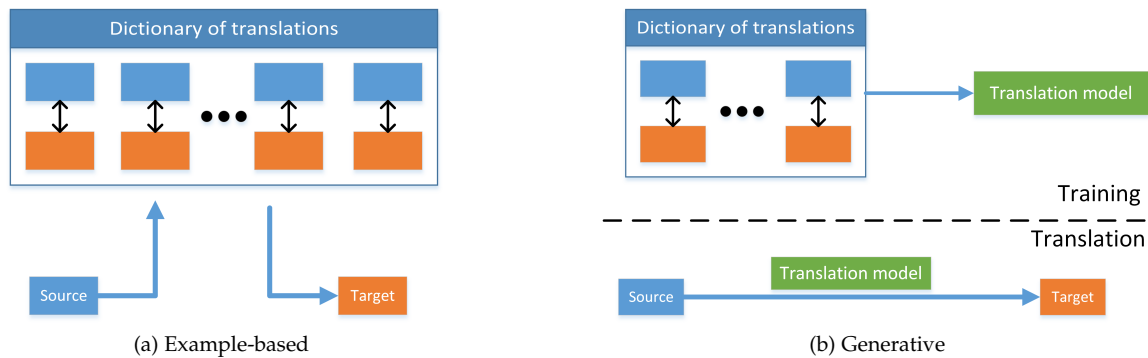 Dictionary of translations
Source
Target
(a) Example-based
Dictionary of translations
Translation model
Training
Translation
Translation model
Source
Target
(b) Generative